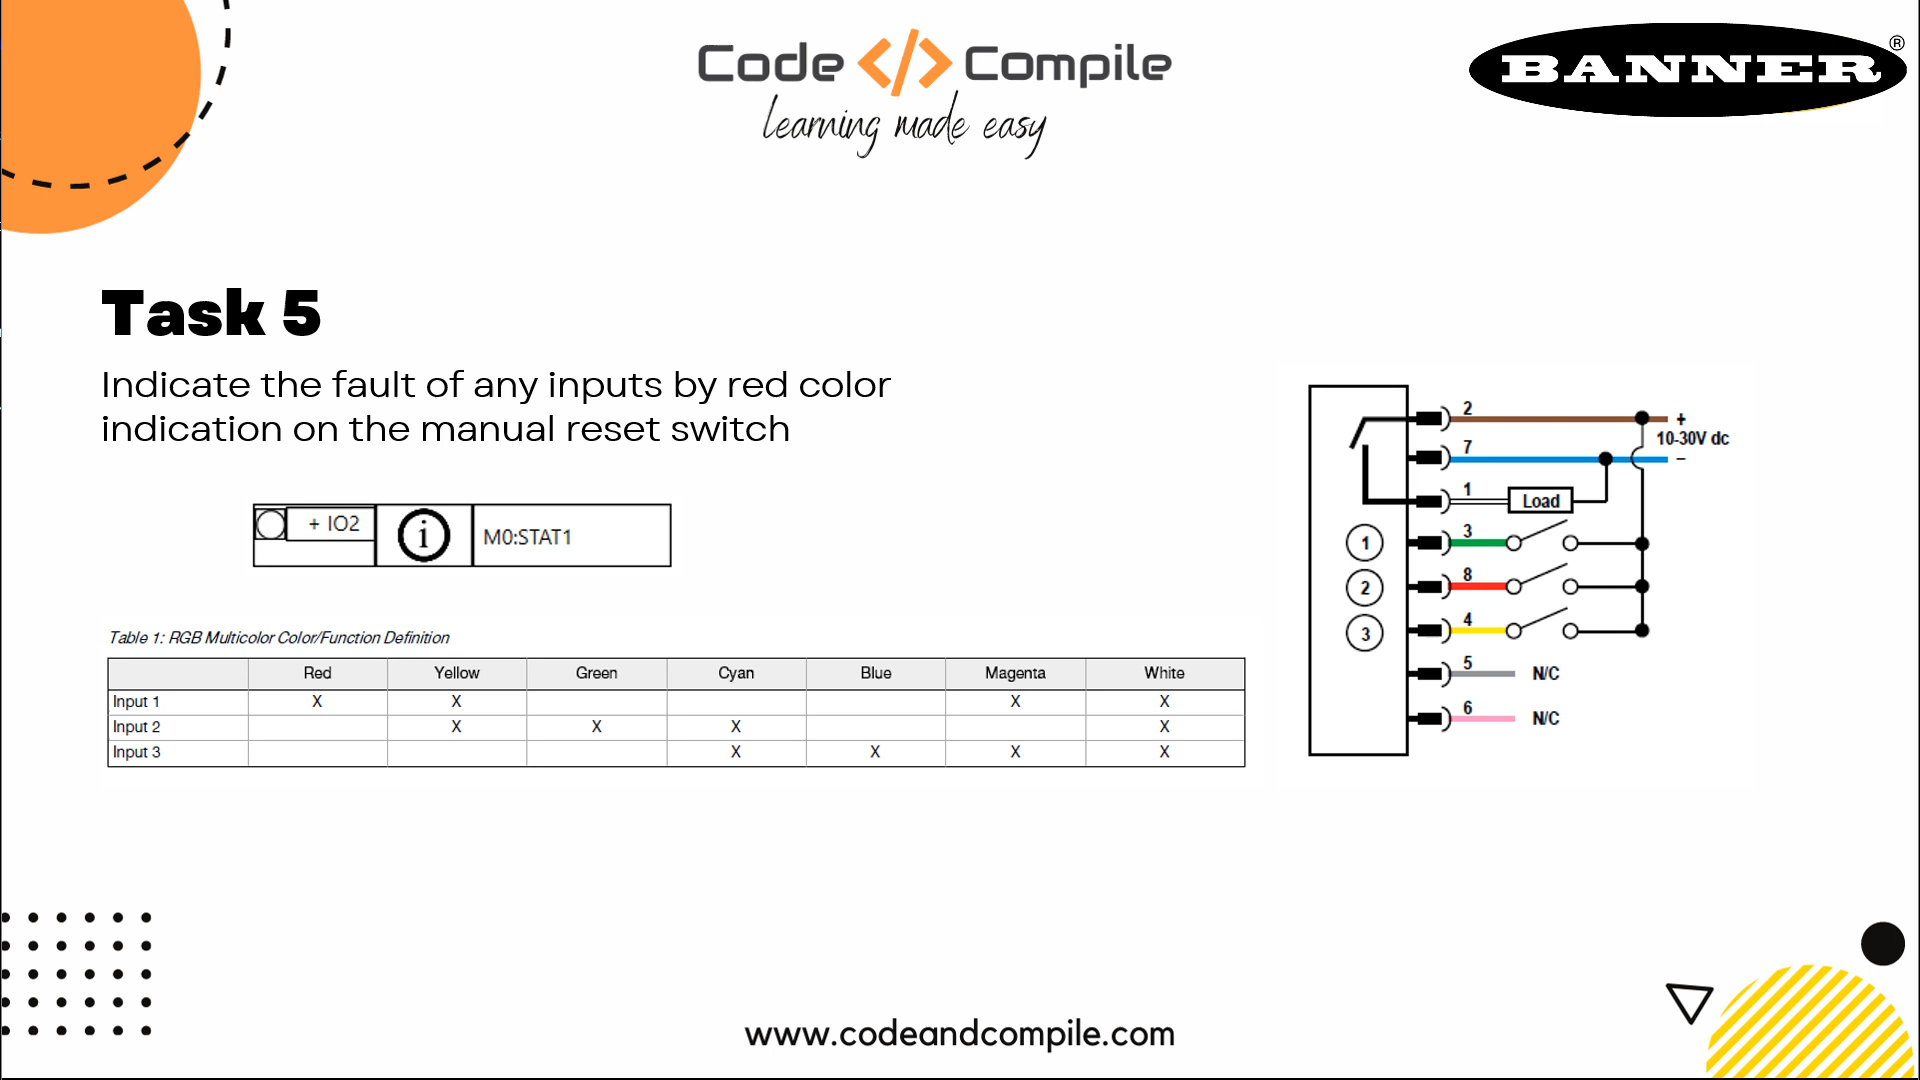 Code </> Compile
learning made easy
BANNER®
Task 5
Indicate the fault of any inputs by red color
indication on the manual reset switch
+ IO2 i M0:STAT1
Table 1: RGB Multicolor Color/Function Definition
Red Yellow Green Cyan Blue Magenta White
Input 1 X X X X
Input 2 X X X X
Input 3 X X X X
2 +
10-30V dc
7 –
1 Load
1 3
2 8
3 4
5 N/C
6 N/C
www.codeandcompile.com